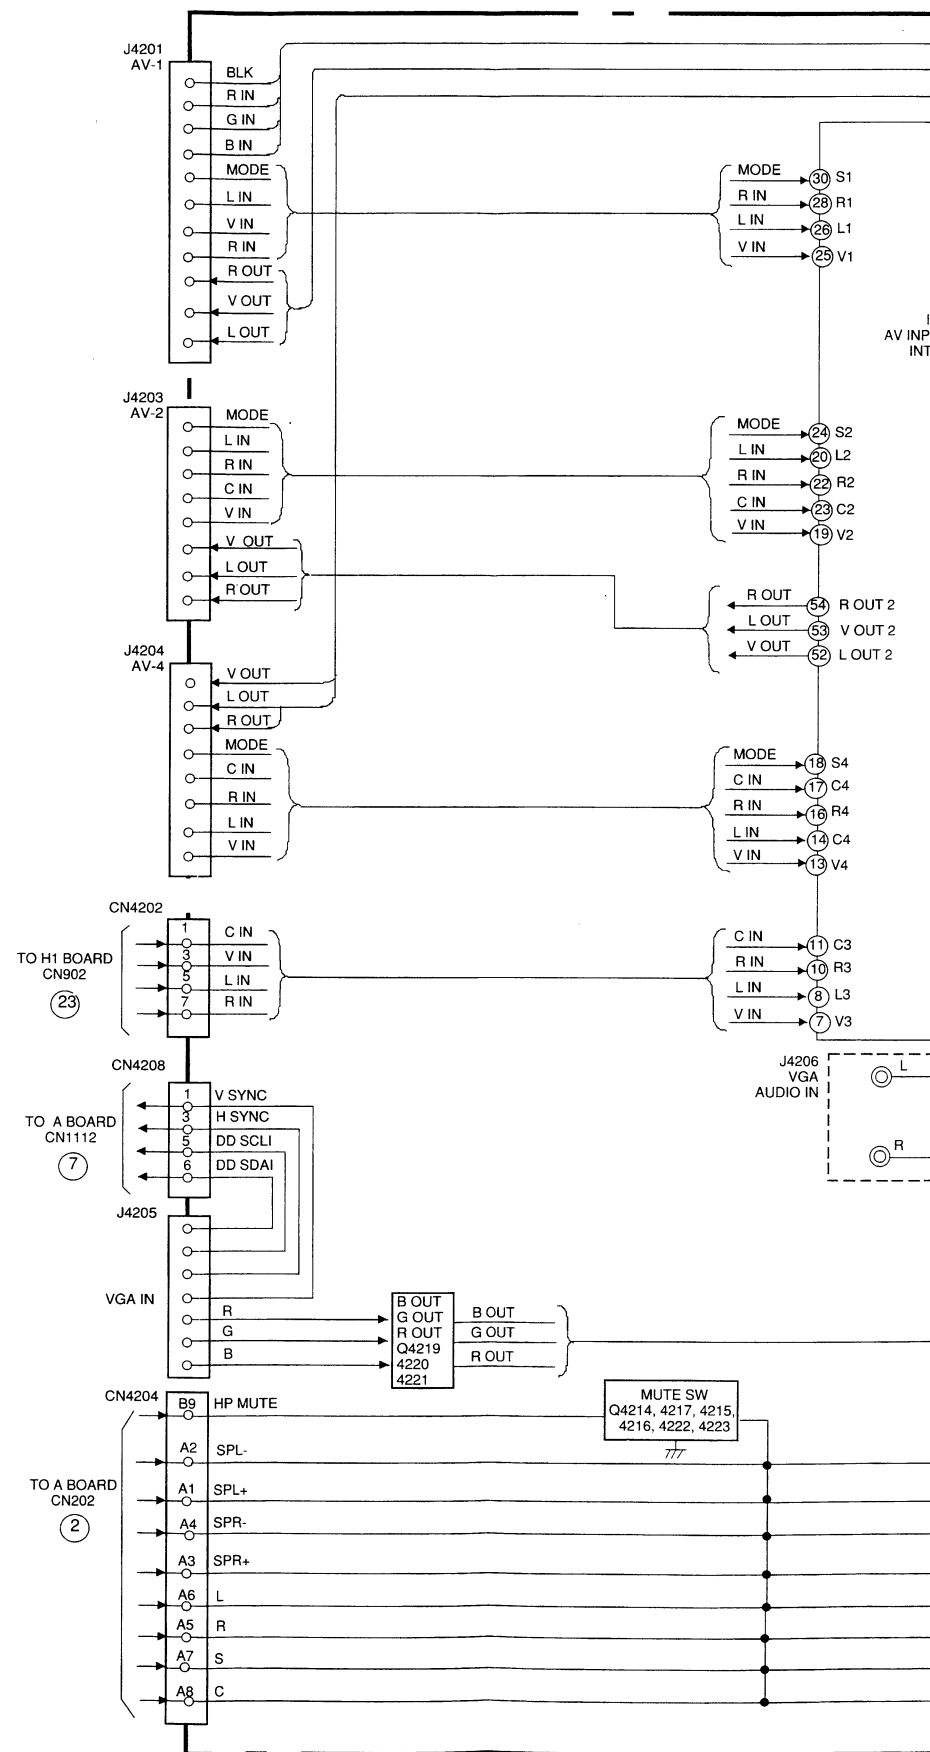 J4201
AV-1
BLK
R IN
G IN
B IN
MODE
L IN
V IN
R IN
R OUT
V OUT
L OUT
MODE
R IN
L IN
V IN
30 S1
28 R1
26 L1
25 V1
AV INP
INT
J4203
AV-2
MODE
L IN
R IN
C IN
V IN
V OUT
L OUT
R OUT
MODE
L IN
R IN
C IN
V IN
24 S2
20 L2
22 R2
23 C2
19 V2
R OUT
L OUT
V OUT
54 R OUT 2
53 V OUT 2
52 L OUT 2
J4204
AV-4
V OUT
L OUT
R OUT
MODE
C IN
R IN
L IN
V IN
MODE
C IN
R IN
L IN
V IN
18 S4
17 C4
16 R4
14 C4
13 V4
CN4202
TO H1 BOARD
CN902
23
1
3
5
7
C IN
V IN
L IN
R IN
C IN
R IN
L IN
V IN
11 C3
10 R3
8 L3
7 V3
J4206
VGA
AUDIO IN
L
R
CN4208
TO A BOARD
CN1112
7
1 V SYNC
3 H SYNC
5 DD SCLI
6 DD SDAI
J4205
VGA IN
R
G
B
B OUT
G OUT
R OUT
Q4219
4220
4221
B OUT
G OUT
R OUT
CN4204
TO A BOARD
CN202
2
B9 HP MUTE
MUTE SW
Q4214, 4217, 4215,
4216, 4222, 4223
A2 SPL-
A1 SPL+
A4 SPR-
A3 SPR+
A6 L
A5 R
A7 S
A8 C